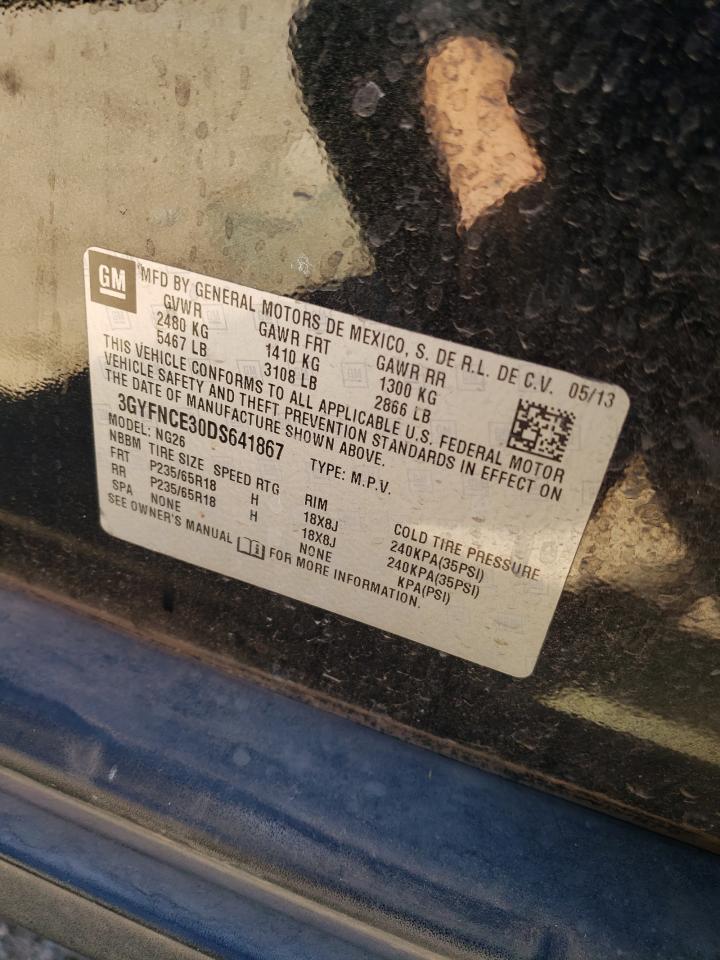 GM MFD BY GENERAL MOTORS DE MEXICO, S. DE R.L. DE C.V. 05/13
GVWR GAWR FRT GAWR RR
2480 KG 1410 KG 1300 KG
5467 LB 3108 LB 2866 LB
THIS VEHICLE CONFORMS TO ALL APPLICABLE U.S. FEDERAL MOTOR
VEHICLE SAFETY AND THEFT PREVENTION STANDARDS IN EFFECT ON
THE DATE OF MANUFACTURE SHOWN ABOVE.
3GYFNCE30DS641867 TYPE: M.P.V.
MODEL: NG26
NBBM TIRE SIZE SPEED RTG RIM COLD TIRE PRESSURE
FRT P235/65R18 H 18X8J 240KPA(35PSI)
RR P235/65R18 H 18X8J 240KPA(35PSI)
SPA NONE NONE KPA(PSI)
SEE OWNER'S MANUAL FOR MORE INFORMATION.